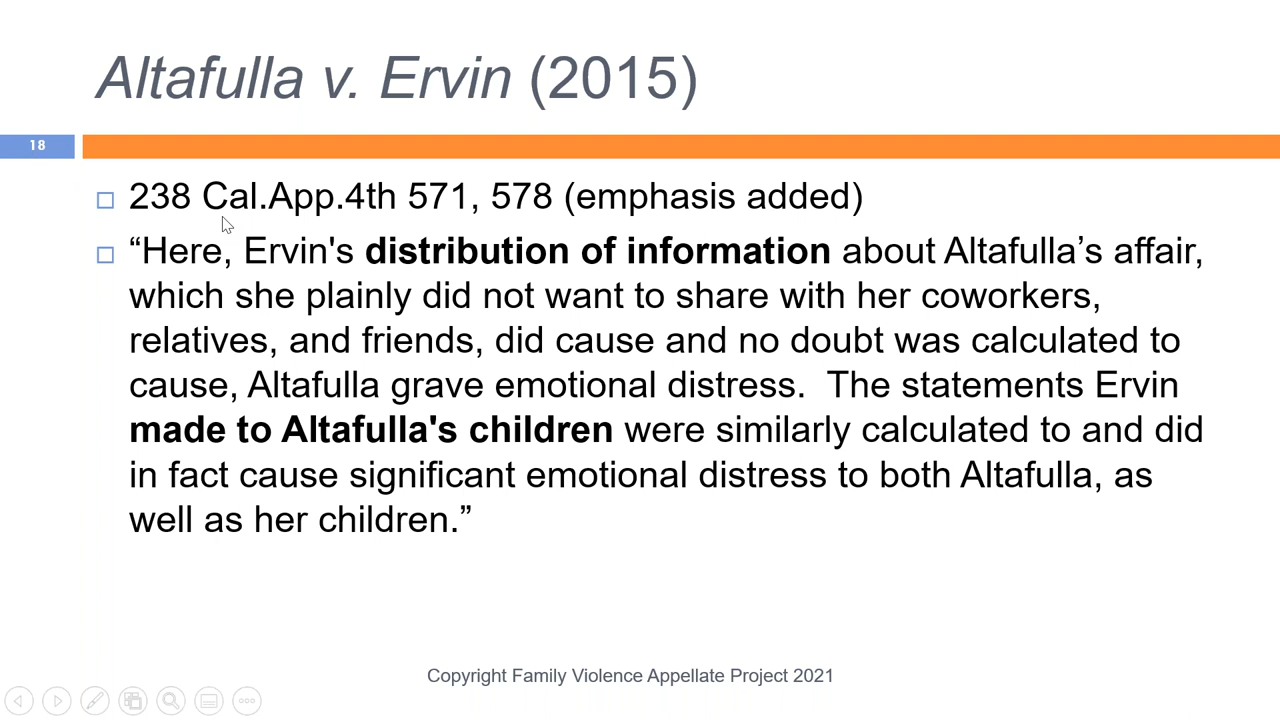 Altafulla v. Ervin (2015)
18
238 Cal.App.4th 571, 578 (emphasis added)
“Here, Ervin's distribution of information about Altafulla’s affair,
which she plainly did not want to share with her coworkers,
relatives, and friends, did cause and no doubt was calculated to
cause, Altafulla grave emotional distress.  The statements Ervin
made to Altafulla's children were similarly calculated to and did
in fact cause significant emotional distress to both Altafulla, as
well as her children.”
Copyright Family Violence Appellate Project 2021